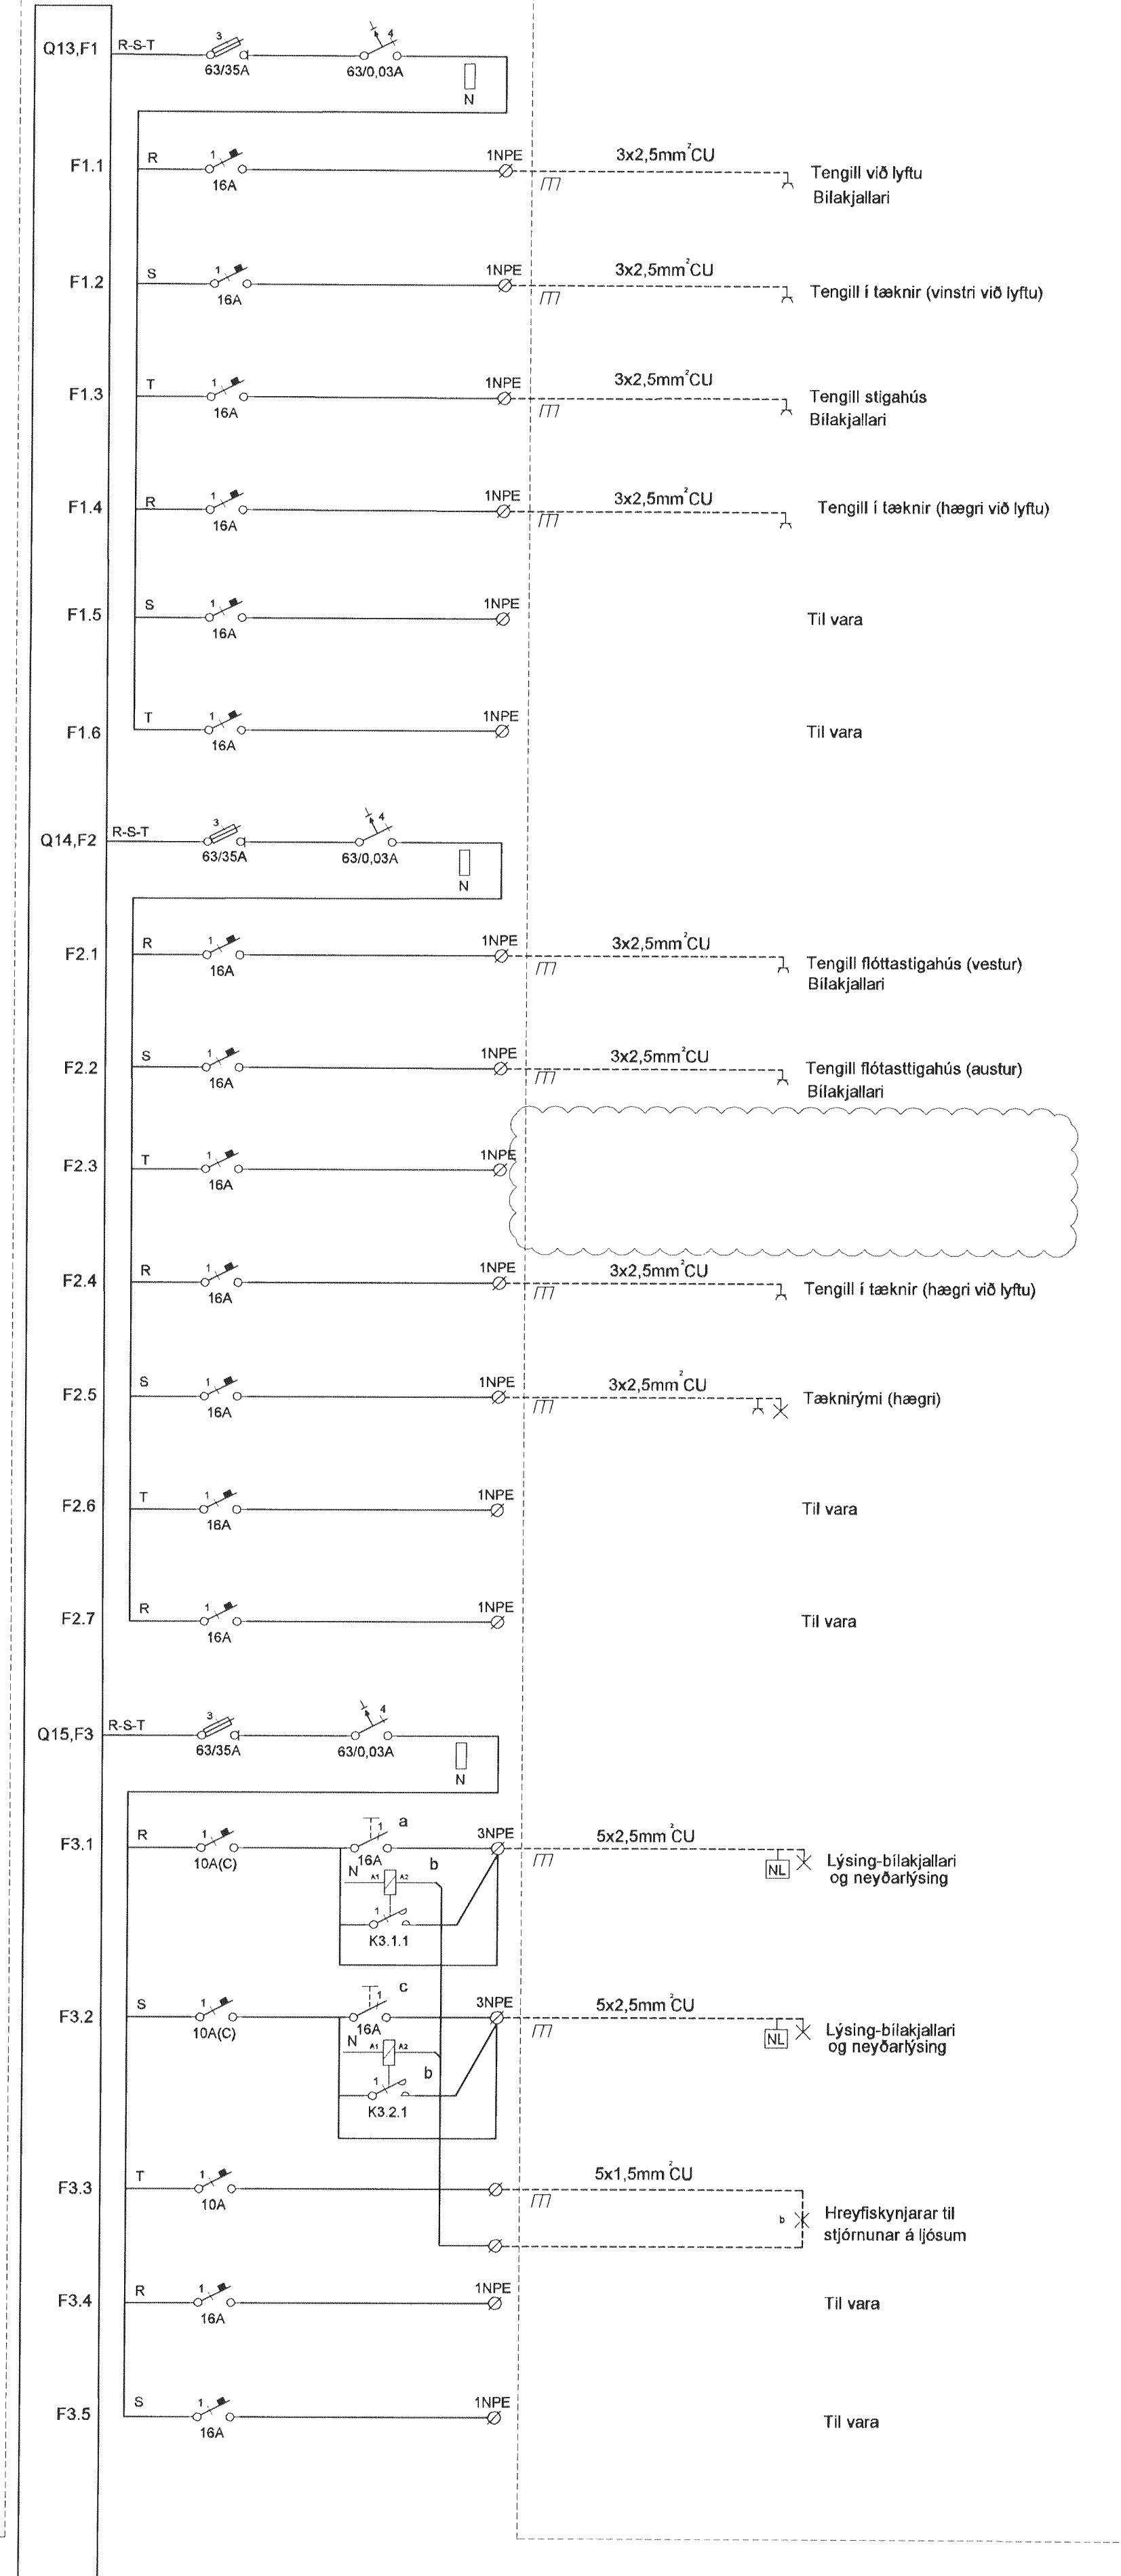 Q13,F1 R-S-T 3 4
63/35A 63/0,03A
N
F1.1 R 1 1NPE 3x2,5mm²CU Tengill við lyftu
16A Bílakjallari
F1.2 S 1 1NPE 3x2,5mm²CU Tengill í tæknir (vinstri við lyftu)
16A
F1.3 T 1 1NPE 3x2,5mm²CU Tengill stigahús
16A Bílakjallari
F1.4 R 1 1NPE 3x2,5mm²CU Tengill í tæknir (hægri við lyftu)
16A
F1.5 S 1 1NPE Til vara
16A
F1.6 T 1 1NPE Til vara
16A
Q14,F2 R-S-T 3 4
63/35A 63/0,03A
N
F2.1 R 1 1NPE 3x2,5mm²CU Tengill flóttastigahús (vestur)
16A Bílakjallari
F2.2 S 1 1NPE 3x2,5mm²CU Tengill flótasttigahús (austur)
16A Bílakjallari
F2.3 T 1 1NPE
16A
F2.4 R 1 1NPE 3x2,5mm²CU Tengill í tæknir (hægri við lyftu)
16A
F2.5 S 1 1NPE 3x2,5mm²CU Tæknirými (hægri)
16A
F2.6 T 1 1NPE Til vara
16A
F2.7 R 1 1NPE Til vara
16A
Q15,F3 R-S-T 3 4
63/35A 63/0,03A
N
F3.1 R 1 1 a 3NPE 5x2,5mm²CU
10A(C) 16A b NL Lýsing-bílakjallari
og neyðarlýsing
N A1 A2
1
K3.1.1
F3.2 S 1 1 c 3NPE 5x2,5mm²CU
10A(C) 16A NL Lýsing-bílakjallari
og neyðarlýsing
N A1 A2
1 b
K3.2.1
F3.3 T 1 5x1,5mm²CU
10A
b Hreyfiskynjarar til
stjórnunar á ljósum
F3.4 R 1 1NPE Til vara
16A
F3.5 S 1 1NPE Til vara
16A